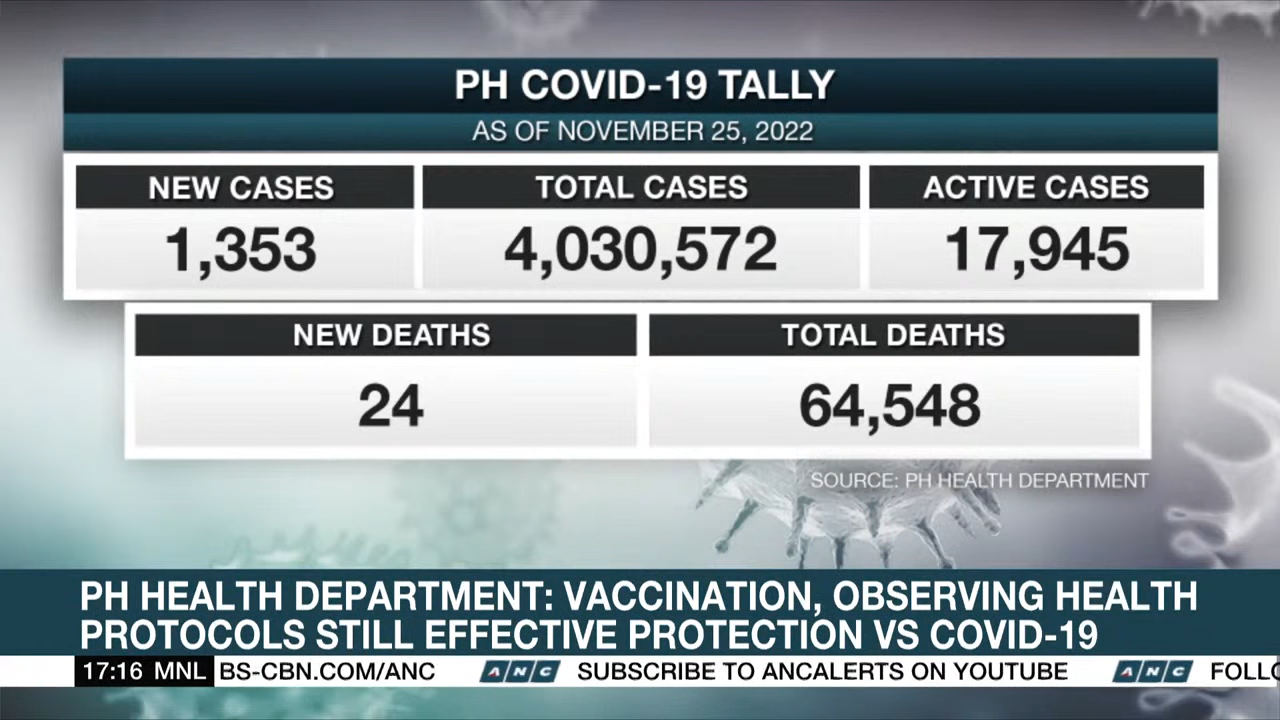 PH COVID-19 TALLY
AS OF NOVEMBER 25, 2022
NEW CASES
TOTAL CASES
ACTIVE CASES
1,353
4,030,572
17,945
NEW DEATHS
TOTAL DEATHS
24
64,548
SOURCE: PH HEALTH DEPARTMENT
PH HEALTH DEPARTMENT: VACCINATION, OBSERVING HEALTH
PROTOCOLS STILL EFFECTIVE PROTECTION VS COVID-19
17:16 MNL BS-CBN.COM/ANC ANC SUBSCRIBE TO ANCALERTS ON YOUTUBE ANC FOLLO